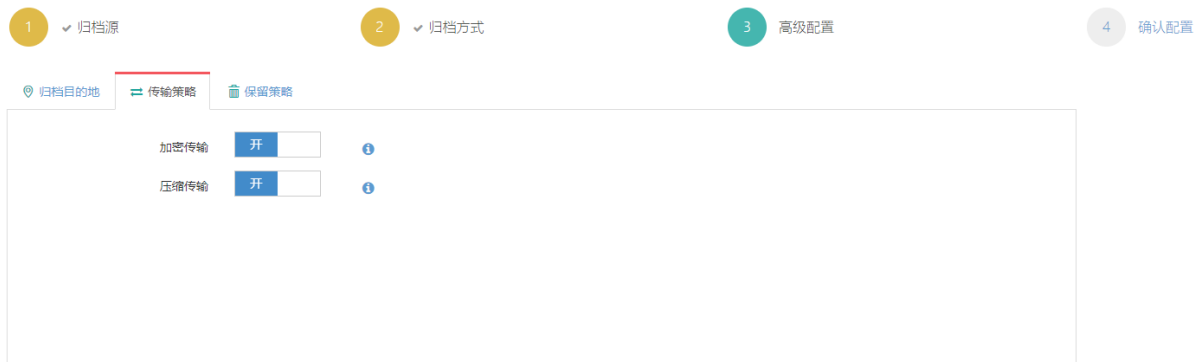 1 归档源 2 归档方式 3 高级配置 4 确认配置
归档目的地 传输策略 保留策略
加密传输 开
压缩传输 开